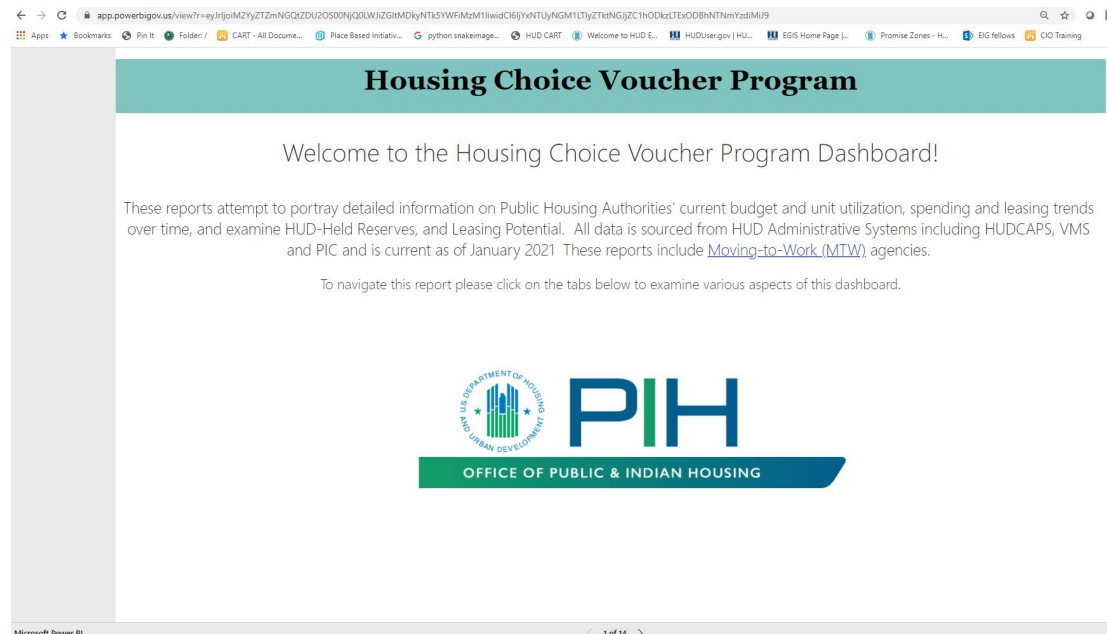 app.powerbigov.us/view?r=eyJrIjoiM2YyZTZmNGQtZDU2OS00NjQ0LWJiZGItMDkyNTk5YWFiMzM1IiwidCI6IjYxNTUyNGM1LTIyZTktNGJjZC1hODkzLTExODBhNTNmYzdiMiJ9
Apps Bookmarks Pin It Folder: / CART - All Docume... Place Based Initiativ... python snakeimage... HUD CART Welcome to HUD E... HUDUser.gov | HU... EGIS Home Page |... Promise Zones - H... EIG fellows CIO Training
Housing Choice Voucher Program
Welcome to the Housing Choice Voucher Program Dashboard!
These reports attempt to portray detailed information on Public Housing Authorities' current budget and unit utilization, spending and leasing trends
over time, and examine HUD-Held Reserves, and Leasing Potential. All data is sourced from HUD Administrative Systems including HUDCAPS, VMS
and PIC and is current as of January 2021 These reports include Moving-to-Work (MTW) agencies.
To navigate this report please click on the tabs below to examine various aspects of this dashboard.
U.S. DEPARTMENT OF HOUSING
AND URBAN DEVELOPMENT
PIH
OFFICE OF PUBLIC & INDIAN HOUSING
Microsoft Power BI
1 of 14